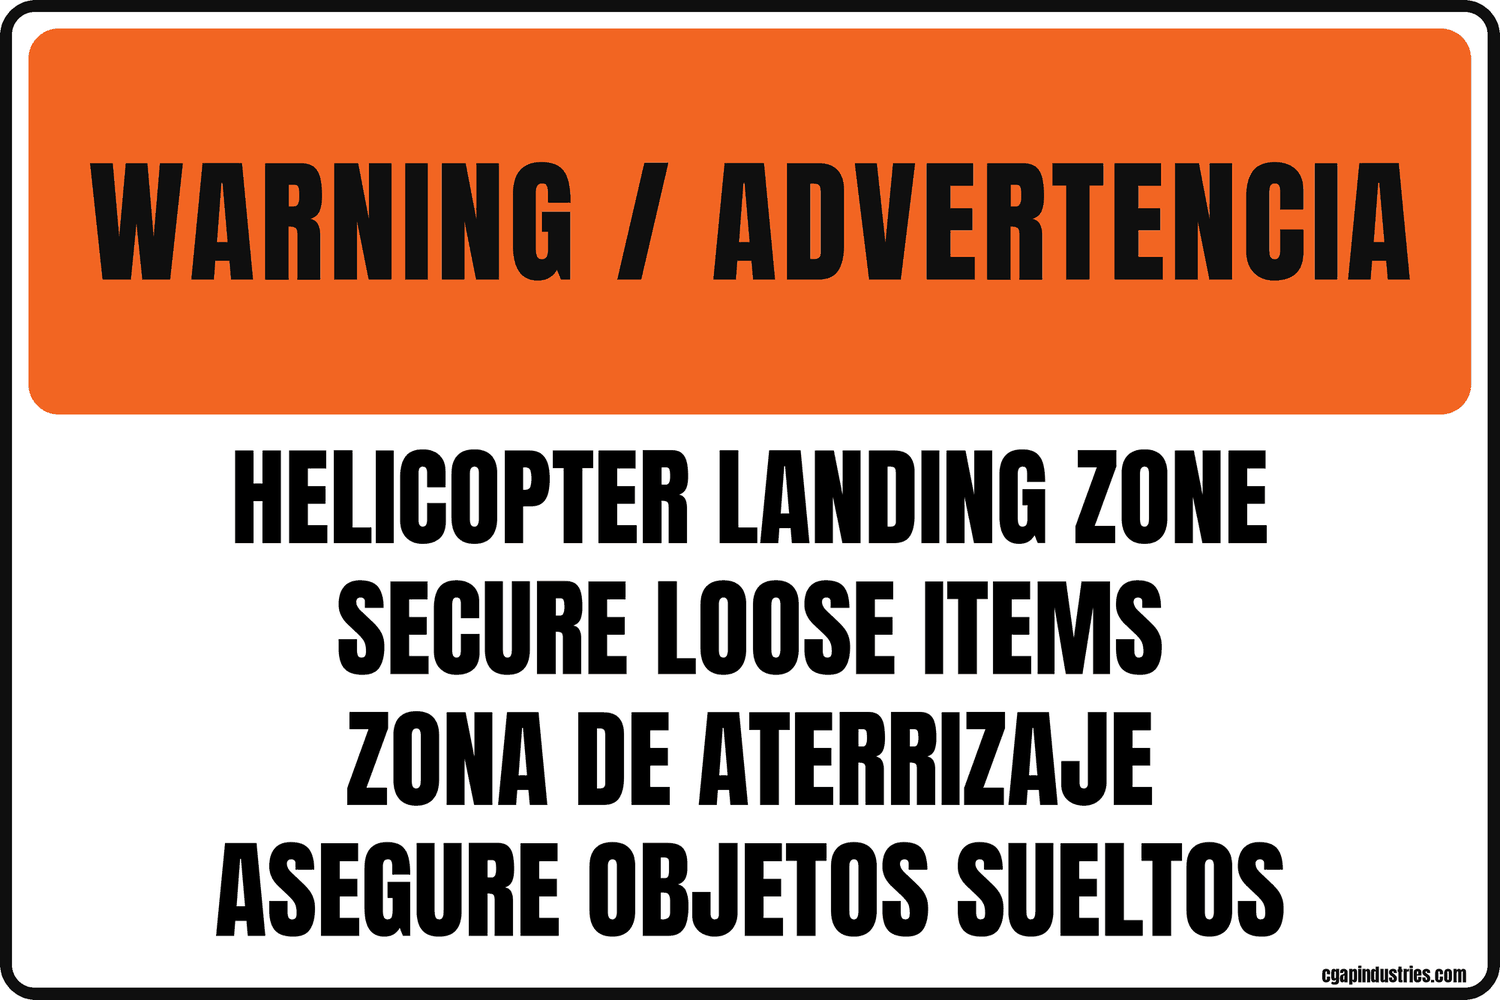 WARNING / ADVERTENCIA
HELICOPTER LANDING ZONE
SECURE LOOSE ITEMS
ZONA DE ATERRIZAJE
ASEGURE OBJETOS SUELTOS
cgapindustries.com